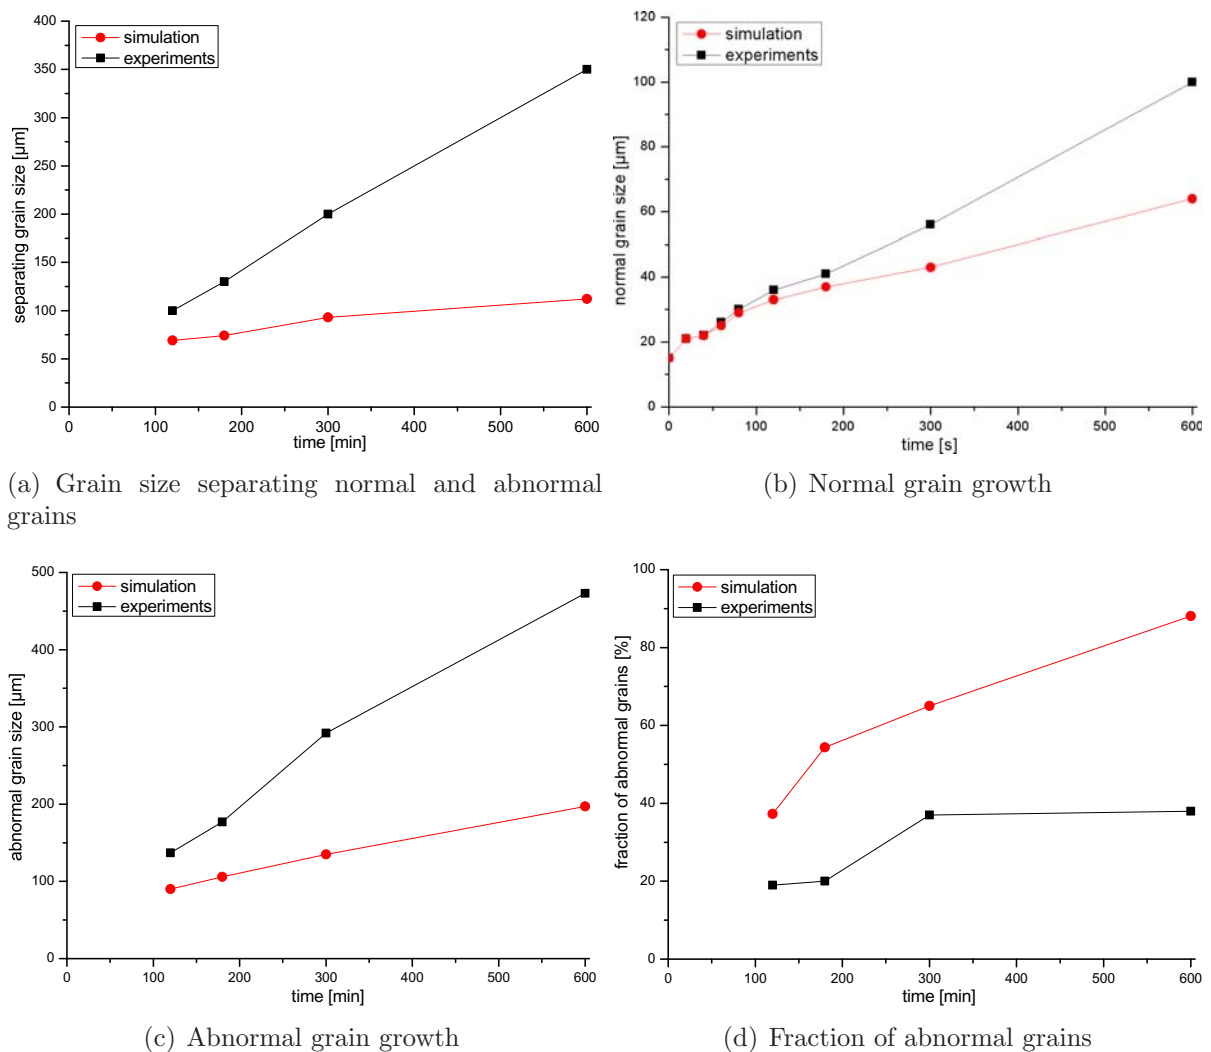 400
350
300
250
200
150
100
50
0
separating grain size [µm]
simulation
experiments
0 100 200 300 400 500 600
time [min]
(a) Grain size separating normal and abnormal
grains
120
100
80
60
40
20
0
normal grain size [µm]
simulation
experiments
0 100 200 300 400 500 600
time [s]
(b) Normal grain growth
500
400
300
200
100
0
abnormal grain size [µm]
simulation
experiments
0 100 200 300 400 500 600
time [min]
(c) Abnormal grain growth
100
80
60
40
20
0
fraction of abnormal grains [%]
simulation
experiments
0 100 200 300 400 500 600
time [min]
(d) Fraction of abnormal grains